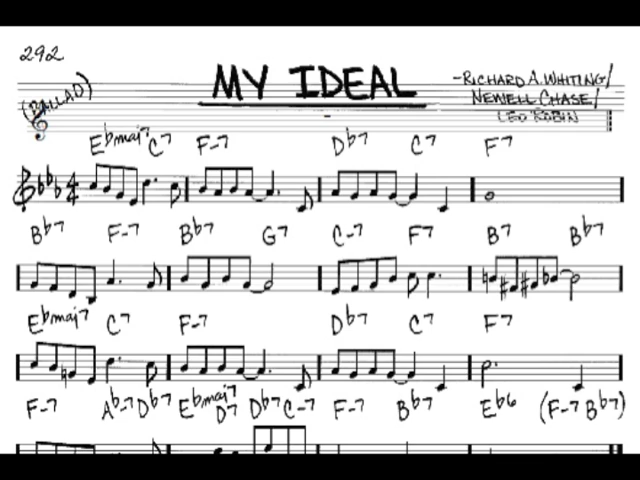 292
MY IDEAL
-RICHARD A. WHITING/
(BALLAD)
NEWELL CHASE/
LEO ROBIN
Ebmaj7 C7 F-7 Db7 C7 F7
4
4
Bb7 F-7 Bb7 G7 C-7 F7 B7 Bb7
Ebmaj7 C7 F-7 Db7 C7 F7
F-7 Ab-7 Db7 Ebmaj7 D7 Db7 C-7 F-7 Bb7 Eb6 (F-7 Bb7)